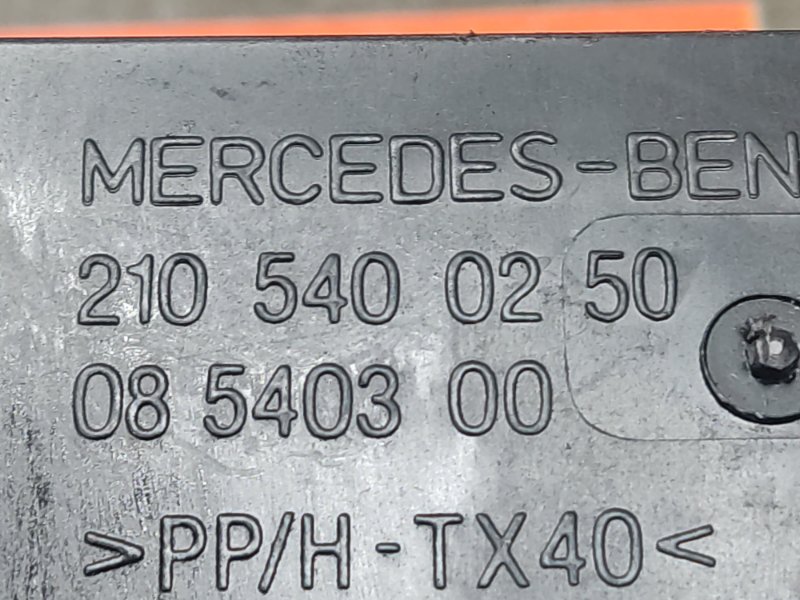 MERCEDES-BEN
210 540 02 50
08 5403 00
>PP/H-TX40<